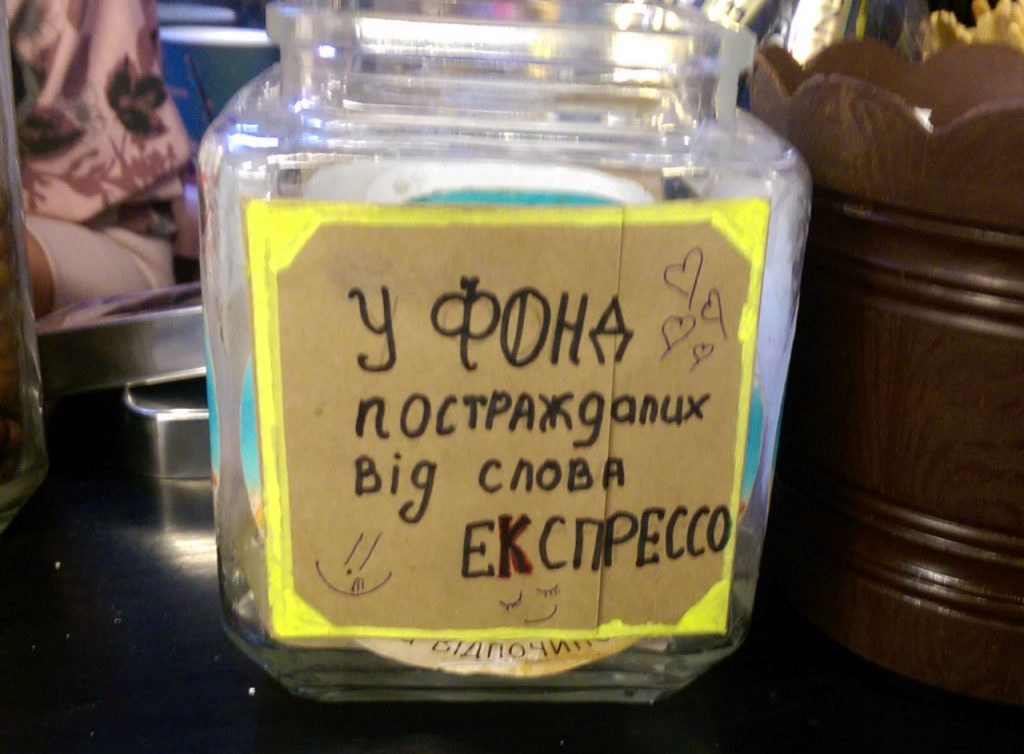 У ФОНД
ПОСТРАЖДАЛИХ
ВІД СЛОВА
ЕКСПРЕССО
!!